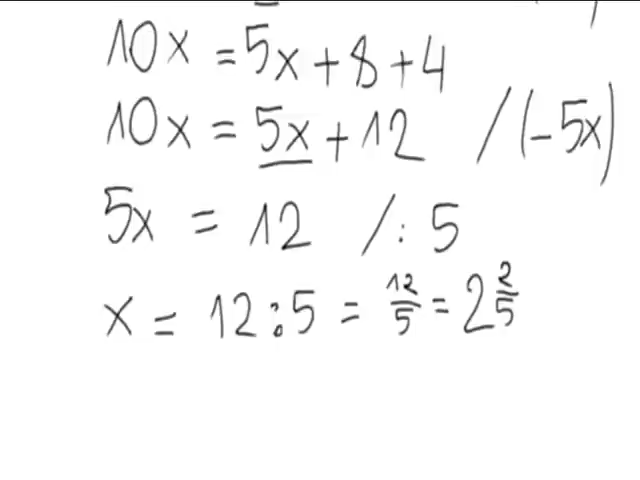 10x = 5x + 8 + 4
10x = 5x + 12 /(-5x)
5x = 12 /: 5
x = 12 : 5 = 12/5 = 2 2/5